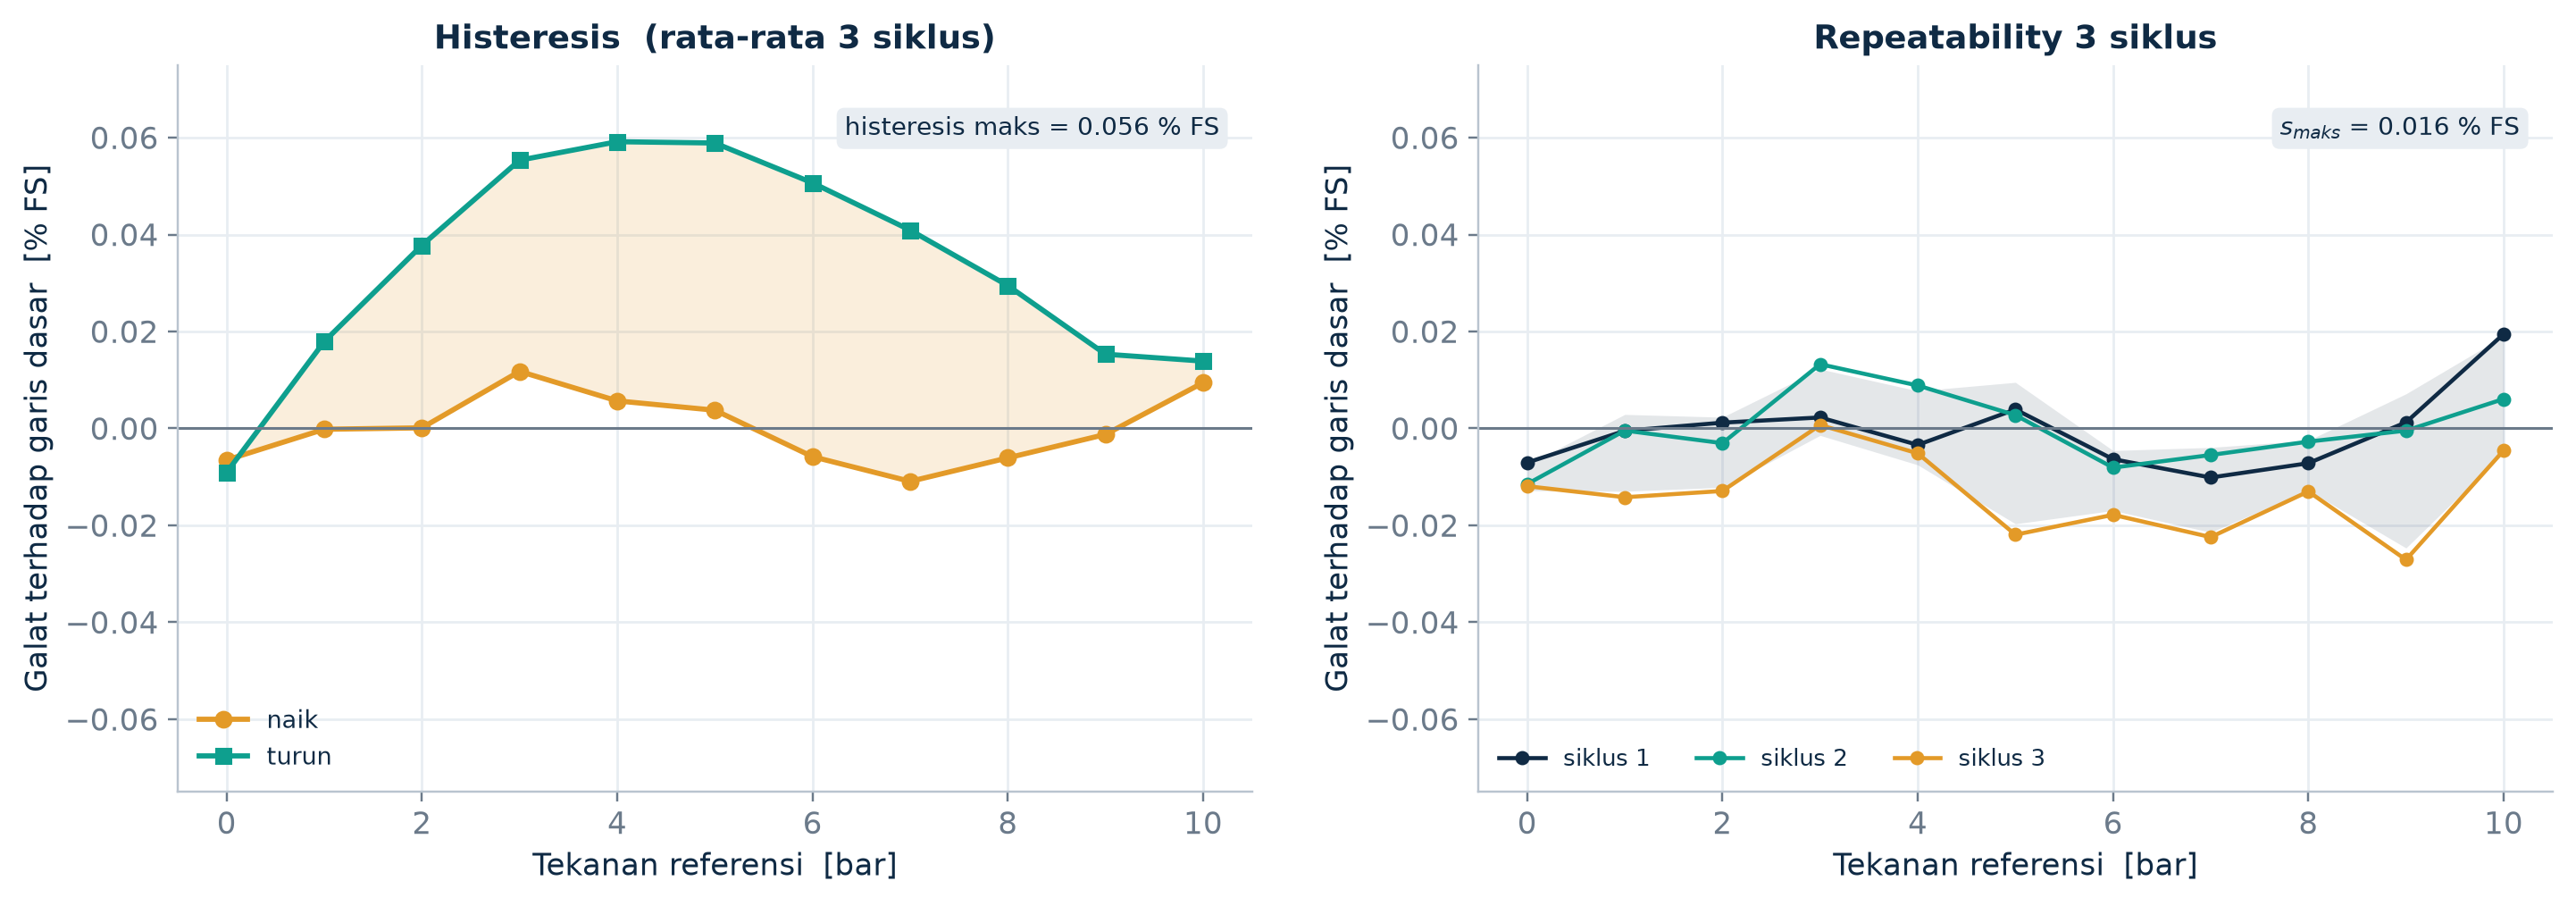 Histeresis  (rata-rata 3 siklus)
histeresis maks = 0.056 % FS
Galat terhadap garis dasar  [% FS]
0.06
0.04
0.02
0.00
−0.02
−0.04
−0.06
naik
turun
0 2 4 6 8 10
Tekanan referensi  [bar]
Repeatability 3 siklus
smaks = 0.016 % FS
Galat terhadap garis dasar  [% FS]
0.06
0.04
0.02
0.00
−0.02
−0.04
−0.06
siklus 1 siklus 2 siklus 3
0 2 4 6 8 10
Tekanan referensi  [bar]